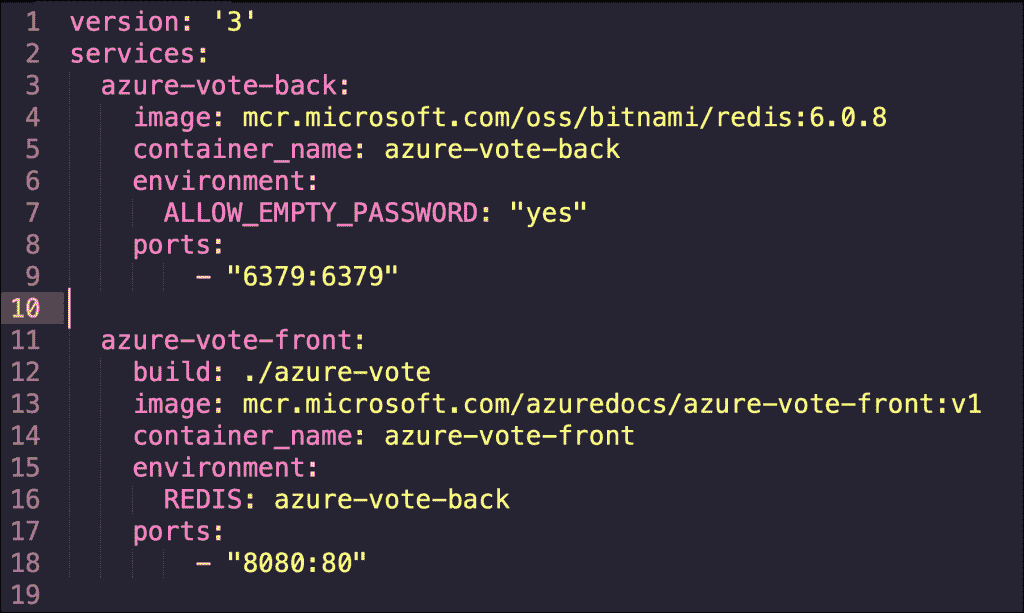 1 version: '3'
2 services:
3   azure-vote-back:
4     image: mcr.microsoft.com/oss/bitnami/redis:6.0.8
5     container_name: azure-vote-back
6     environment:
7       ALLOW_EMPTY_PASSWORD: "yes"
8     ports:
9         - "6379:6379"
10
11   azure-vote-front:
12     build: ./azure-vote
13     image: mcr.microsoft.com/azuredocs/azure-vote-front:v1
14     container_name: azure-vote-front
15     environment:
16       REDIS: azure-vote-back
17     ports:
18         - "8080:80"
19